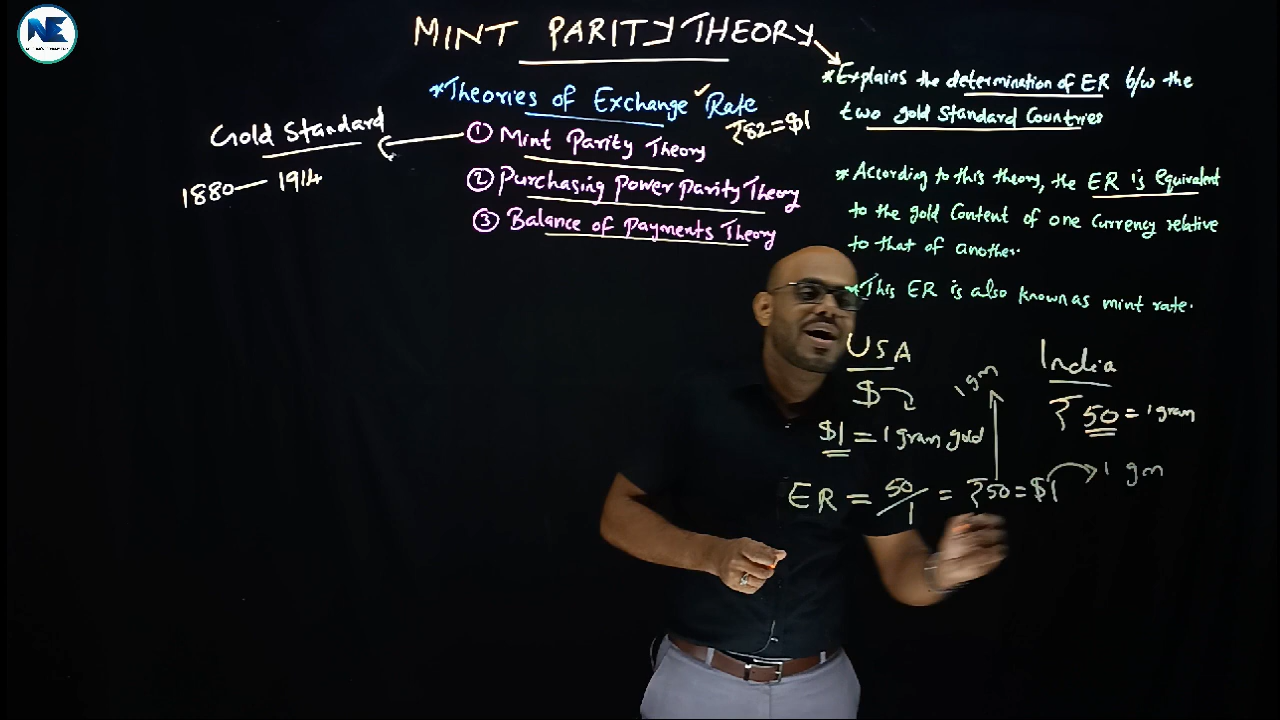 NE
MINT PARITY THEORY
*Theories of Exchange Rate
₹82=$1
① Mint Parity Theory
② Purchasing power parity Theory
③ Balance of payments Theory
Gold Standard
1880 — 1914
*Explains the determination of ER b/w the
two gold Standard Countries
* According to this theory, the ER is equivalent
to the gold Content of one Currency relative
to that of another.
*This ER is also known as mint rate.
USA
$
$1 = 1 gram gold
India
₹ 50 = 1 gram
1 gm
ER = 50/1 = ₹50 = $1
1 gm